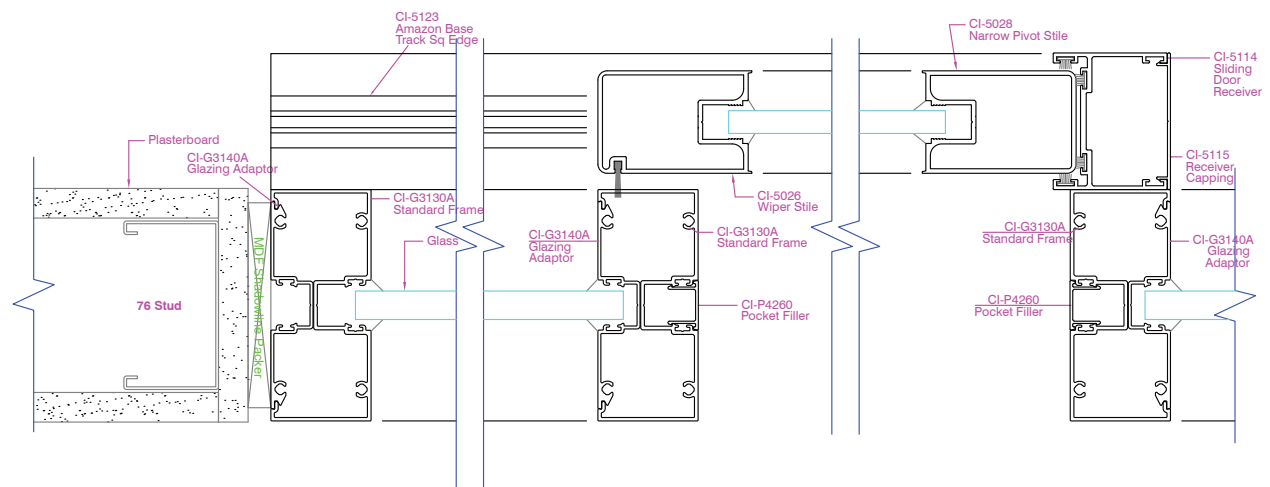 CI-5123
Amazon Base
Track Sq Edge
CI-5028
Narrow Pivot Stile
CI-5114
Sliding
Door
Receiver
Plasterboard
CI-G3140A
Glazing Adaptor
CI-5115
Receiver
Capping
CI-G3130A
Standard Frame
CI-5026
Wiper Stile
Glass
CI-G3140A
Glazing
Adaptor
CI-G3130A
Standard Frame
CI-G3130A
Standard Frame
CI-G3140A
Glazing
Adaptor
MDF Shadowline Packer
76 Stud
CI-P4260
Pocket Filler
CI-P4260
Pocket Filler